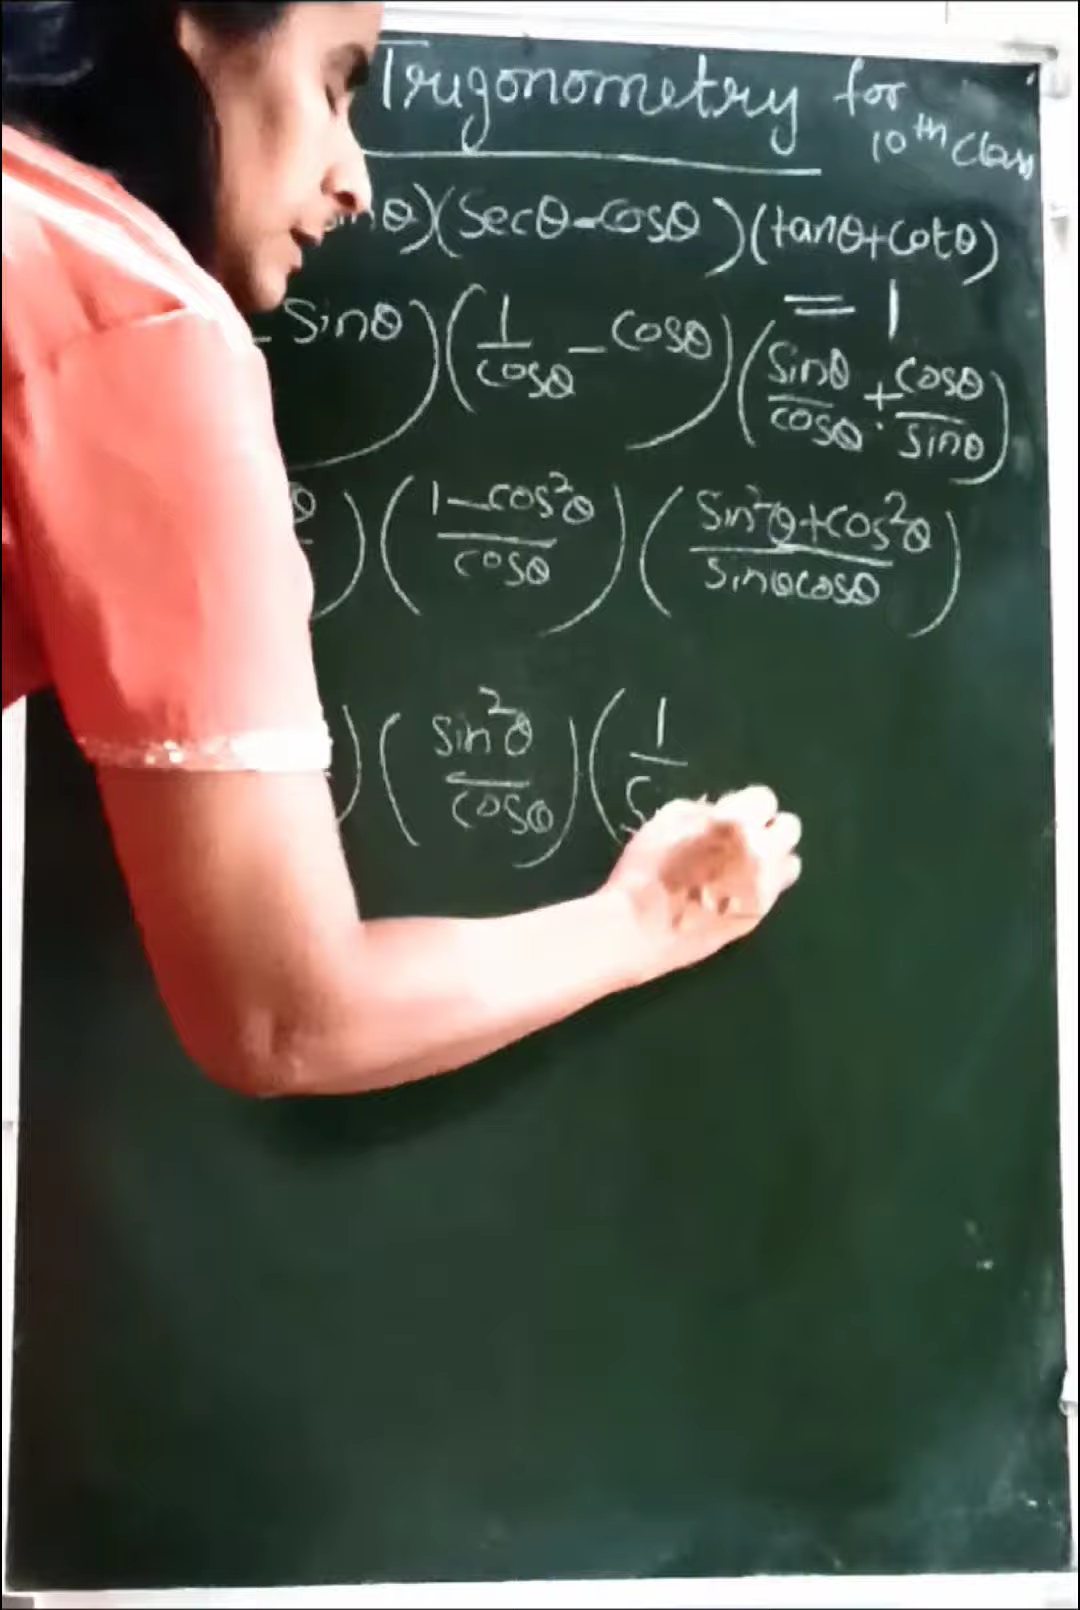 Trigonometry for
10th Class
θ)(Secθ-Cosθ)(tanθ+Cotθ)
= 1
- Sinθ)(1/cosθ - cosθ)(Sinθ/cosθ + Cosθ/Sinθ)
θ)(1-cos²θ/cosθ)(Sin²θ+Cos²θ/Sinθcosθ)
)(Sin²θ/cosθ)(1/S